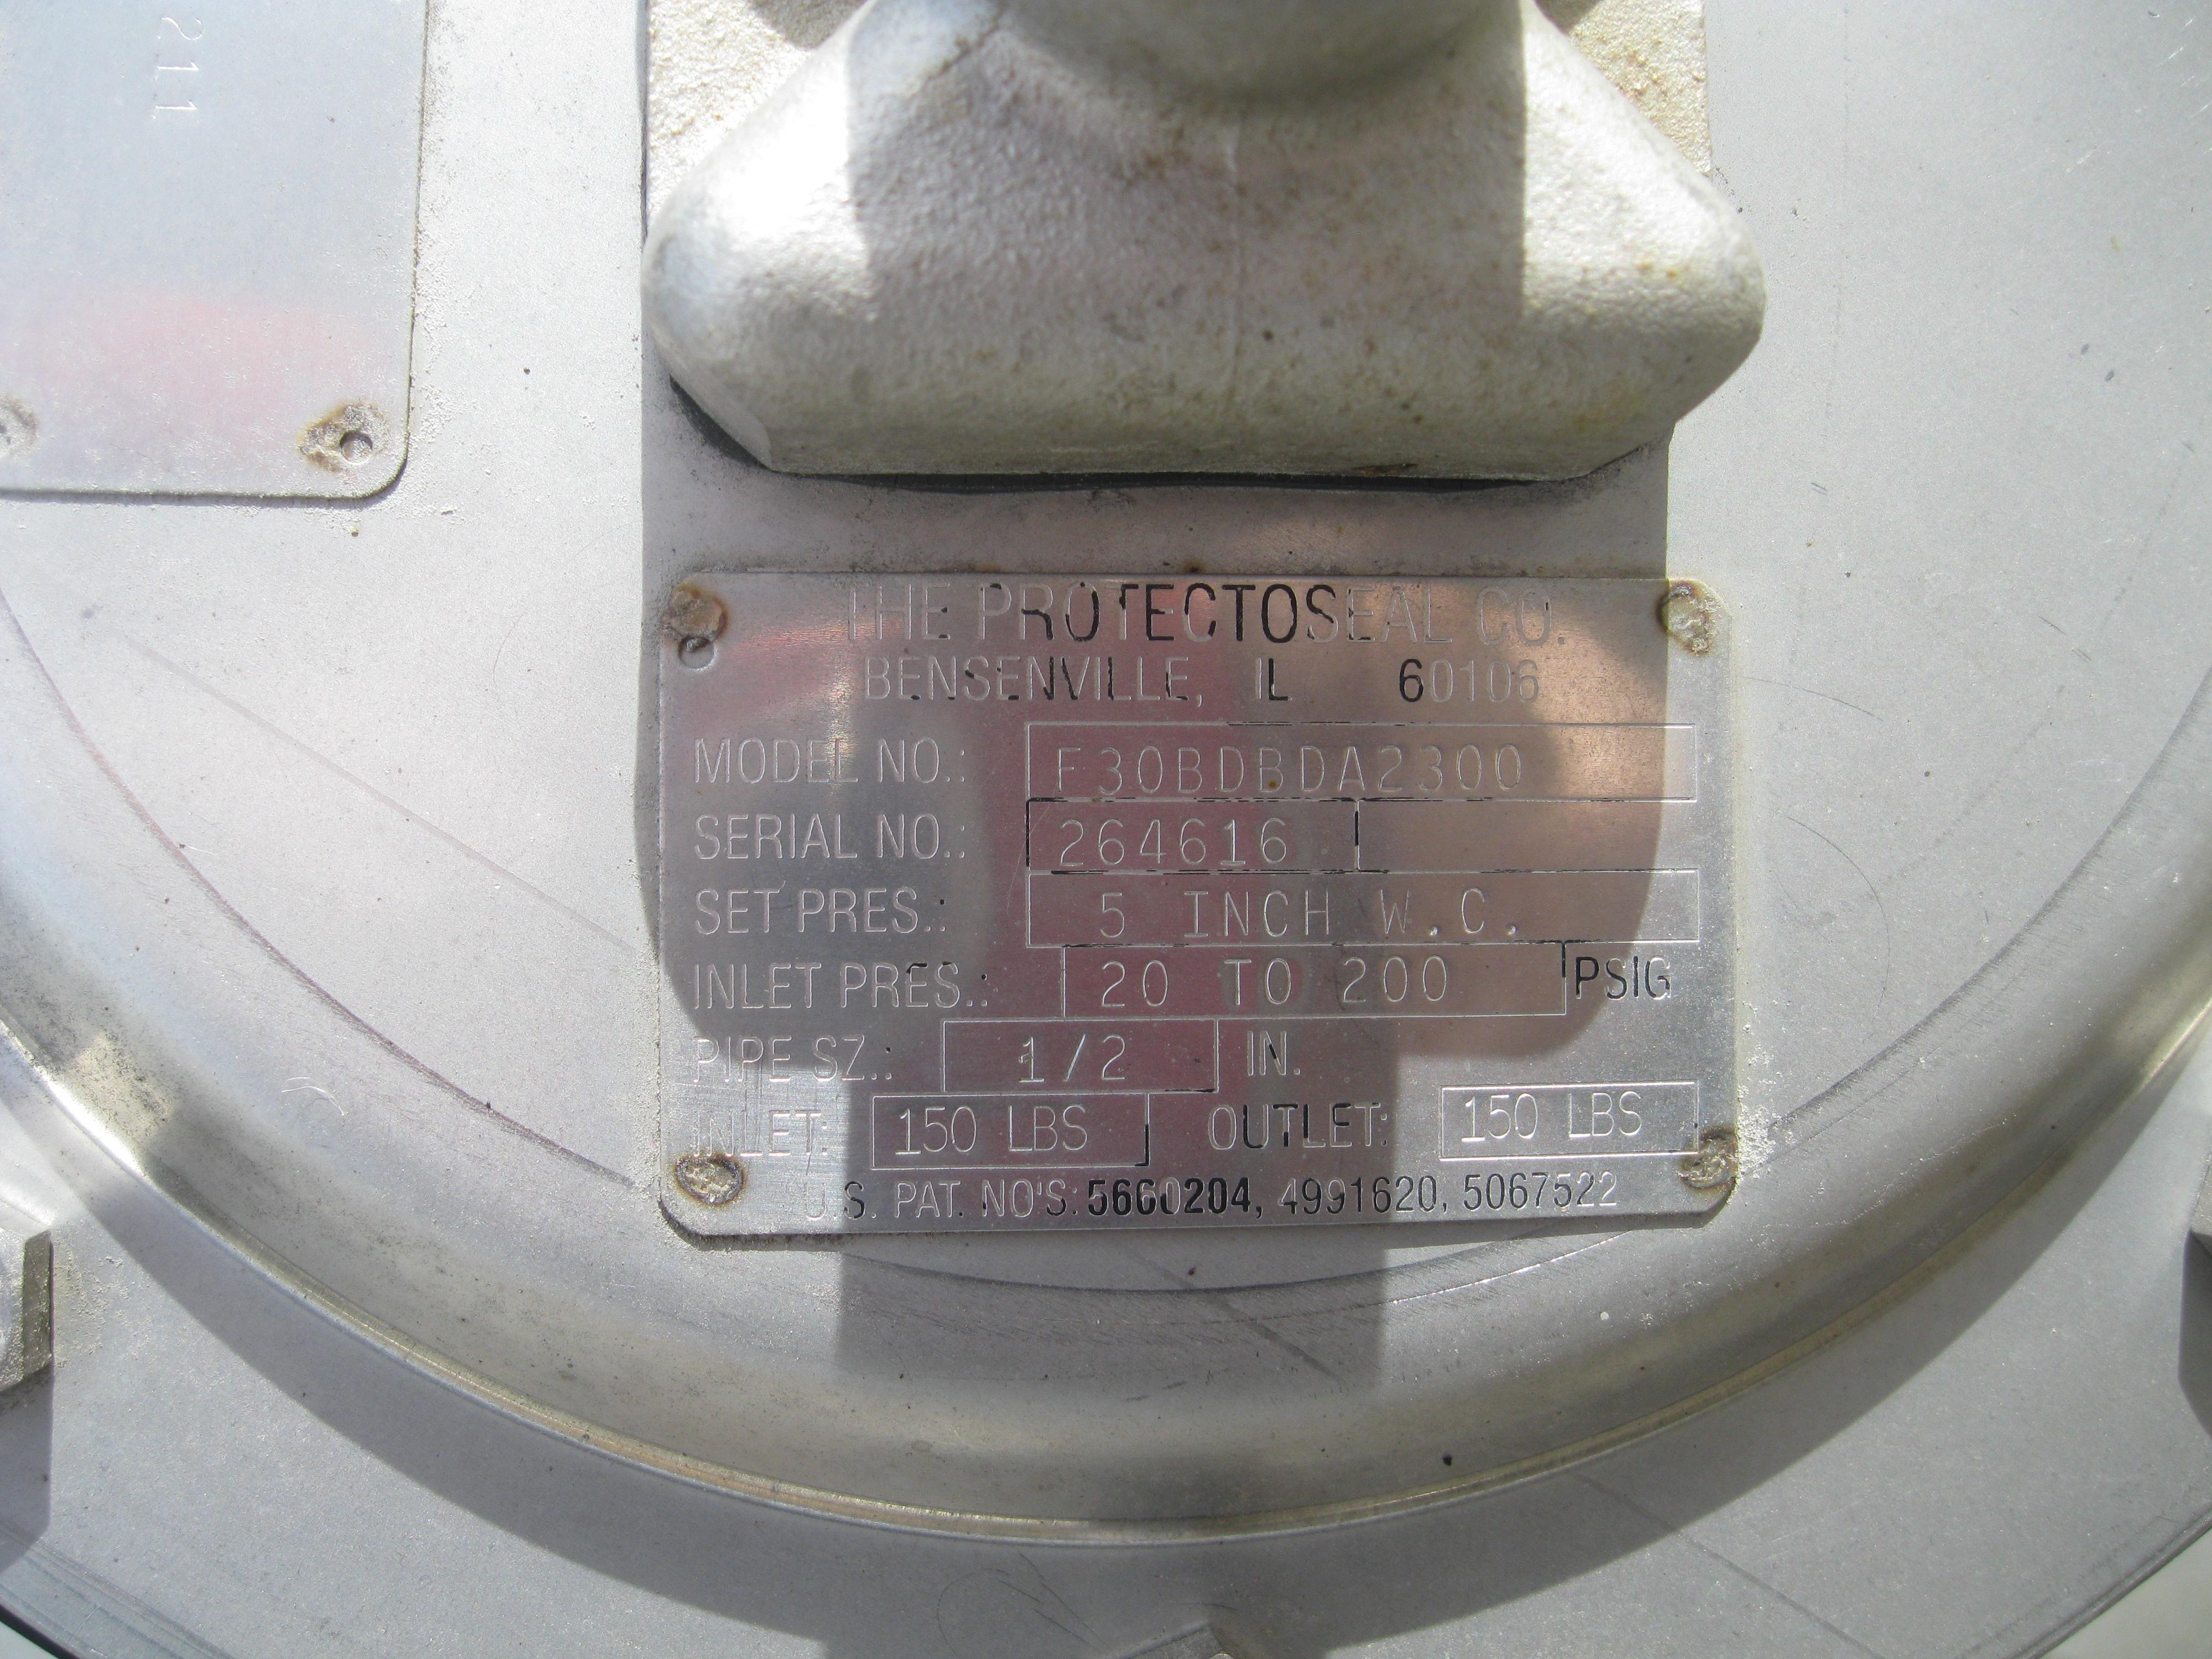 211
THE PROTECTOSEAL CO.
BENSENVILLE, IL 60106
MODEL NO.: F30BDBDA2300
SERIAL NO.: 264616
SET PRES.: 5 INCH W.C.
INLET PRES.: 20 TO 200 PSIG
PIPE SZ.: 1/2 IN.
INLET: 150 LBS OUTLET: 150 LBS
U.S. PAT. NO'S: 5660204, 4991620, 5067522